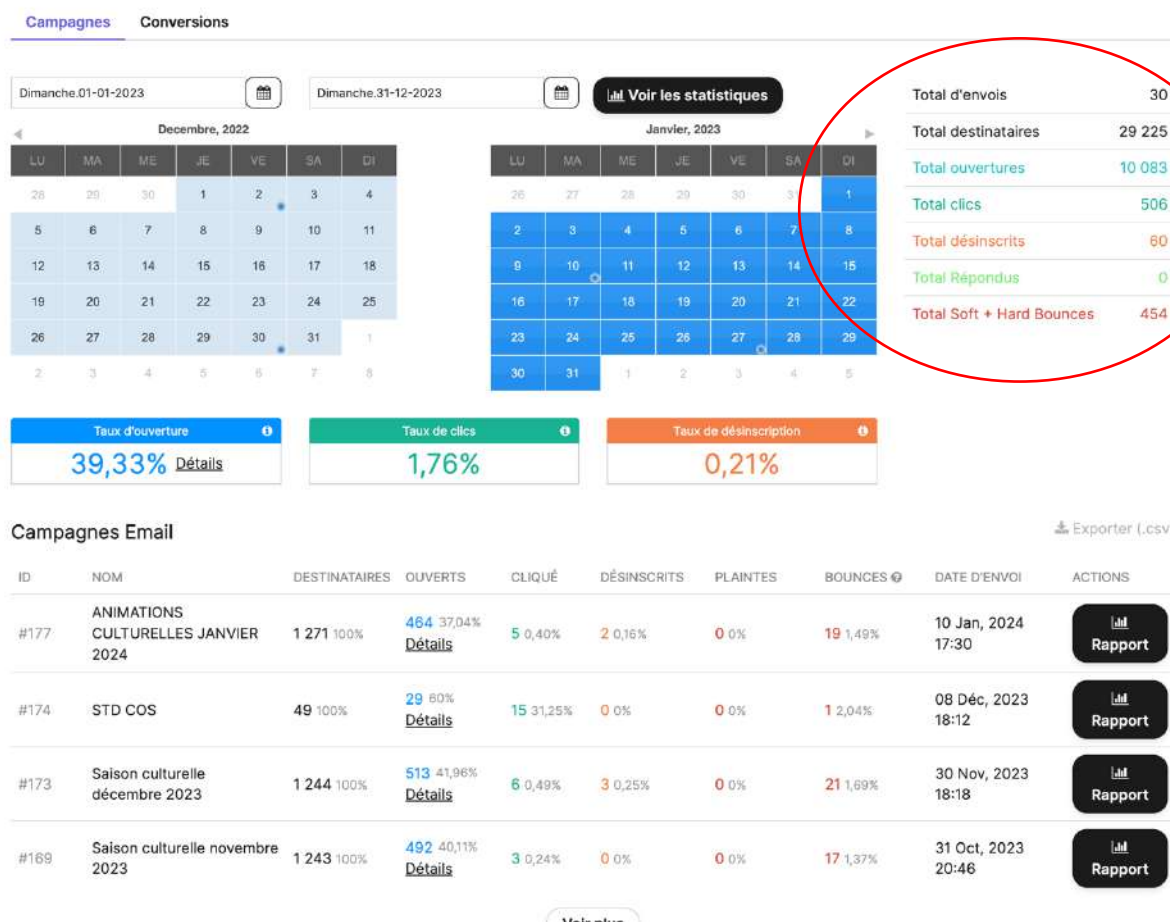 Campagnes Conversions
Dimanche.01-01-2023 Dimanche.31-12-2023 Voir les statistiques
Decembre, 2022
LU MA ME JE VE SA DI
28 29 30 1 2 3 4
5 6 7 8 9 10 11
12 13 14 15 16 17 18
19 20 21 22 23 24 25
26 27 28 29 30 31 1
2 3 4 5 6 7 8
Janvier, 2023
LU MA ME JE VE SA DI
26 27 28 29 30 31 1
2 3 4 5 6 7 8
9 10 11 12 13 14 15
16 17 18 19 20 21 22
23 24 25 26 27 28 29
30 31 1 2 3 4 5
Total d'envois 30
Total destinataires 29 225
Total ouvertures 10 083
Total clics 506
Total désinscrits 60
Total Répondus 0
Total Soft + Hard Bounces 454
Taux d'ouverture
39,33% Détails
Taux de clics
1,76%
Taux de désinscription
0,21%
Campagnes Email Exporter (.csv
ID NOM DESTINATAIRES OUVERTS CLIQUÉ DÉSINSCRITS PLAINTES BOUNCES DATE D'ENVOI ACTIONS
#177 ANIMATIONS CULTURELLES JANVIER 2024 1 271 100% 464 37,04% Détails 5 0,40% 2 0,16% 0 0% 19 1,49% 10 Jan, 2024 17:30 Rapport
#174 STD COS 49 100% 29 60% Détails 15 31,25% 0 0% 0 0% 1 2,04% 08 Déc, 2023 18:12 Rapport
#173 Saison culturelle décembre 2023 1 244 100% 513 41,96% Détails 6 0,49% 3 0,25% 0 0% 21 1,69% 30 Nov, 2023 18:18 Rapport
#169 Saison culturelle novembre 2023 1 243 100% 492 40,11% Détails 3 0,24% 0 0% 0 0% 17 1,37% 31 Oct, 2023 20:46 Rapport